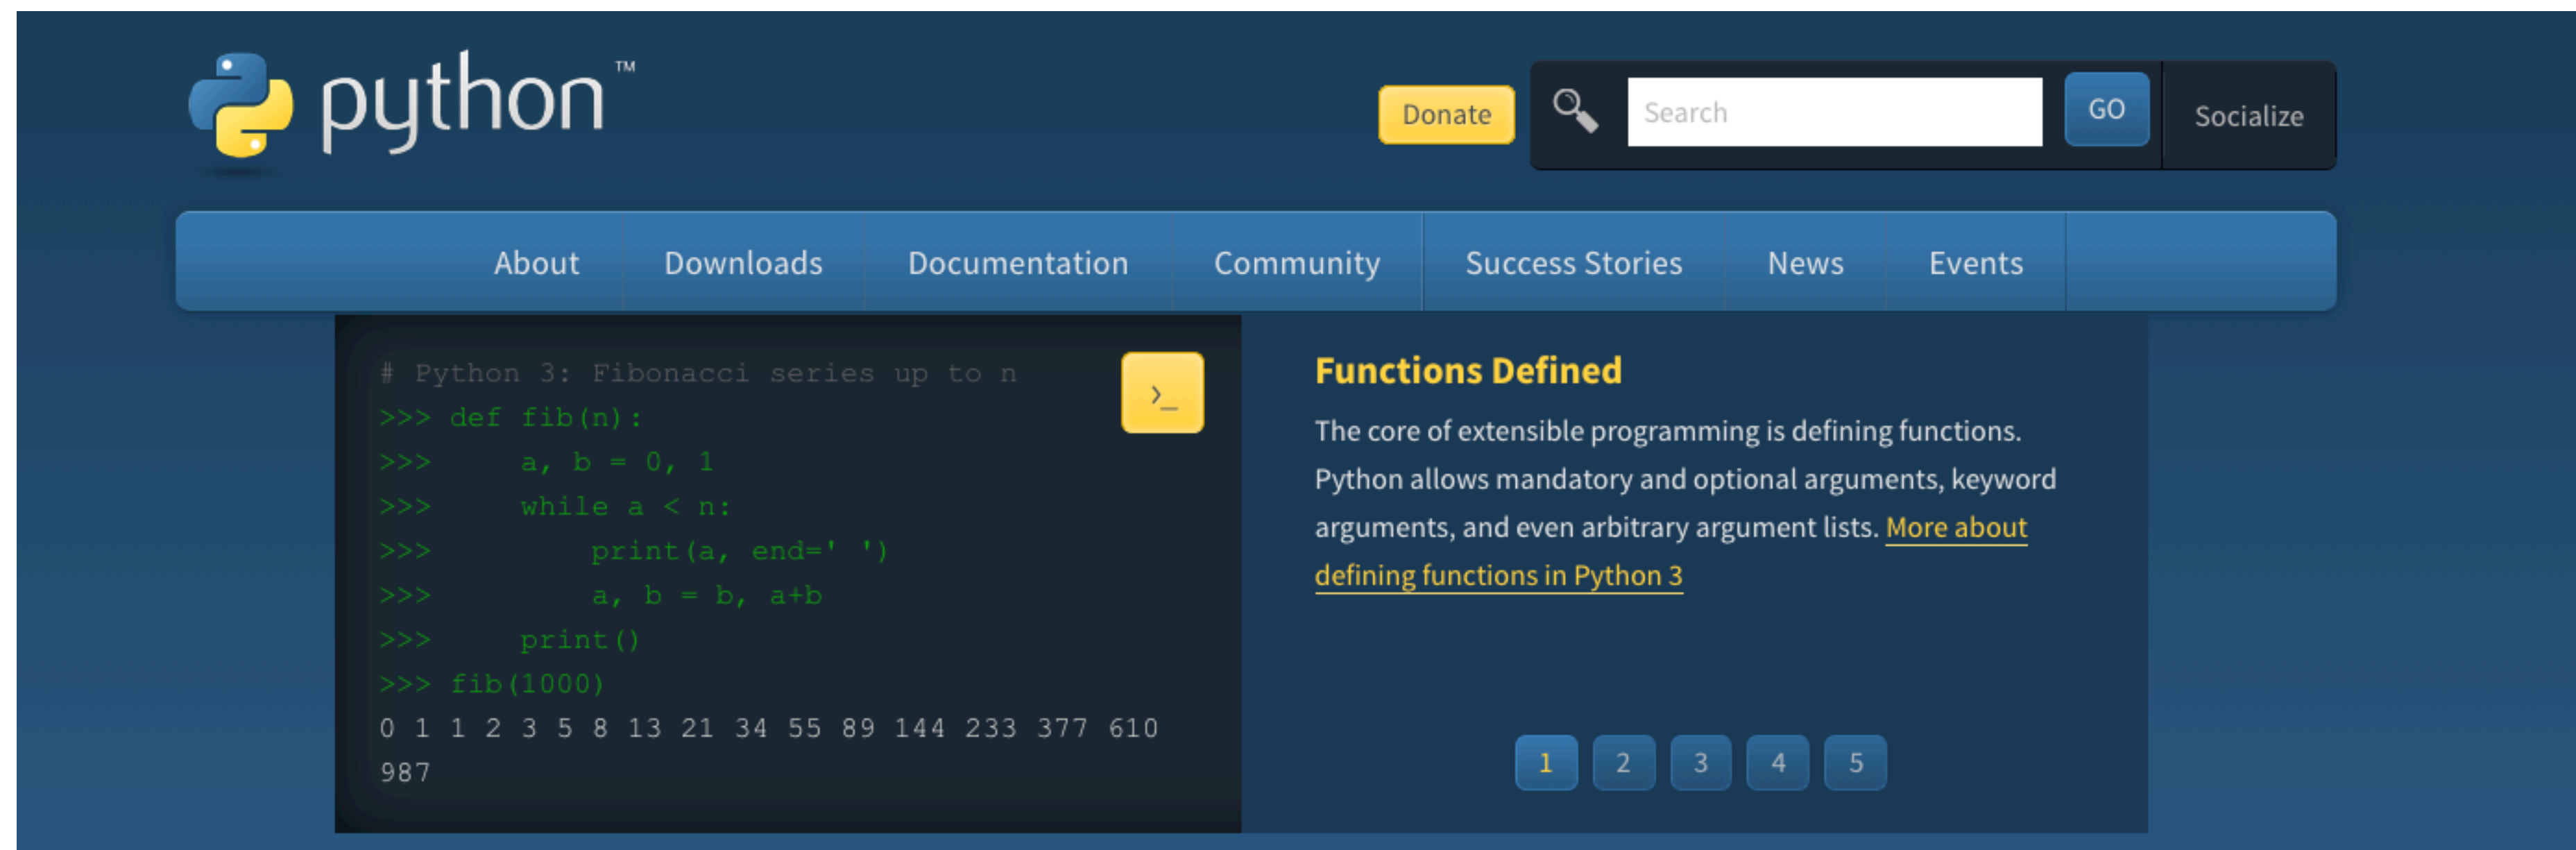 python™
Donate
Search
GO
Socialize
About
Downloads
Documentation
Community
Success Stories
News
Events
# Python 3: Fibonacci series up to n
>>> def fib(n):
>>>     a, b = 0, 1
>>>     while a < n:
>>>         print(a, end=' ')
>>>         a, b = b, a+b
>>>     print()
>>> fib(1000)
0 1 1 2 3 5 8 13 21 34 55 89 144 233 377 610
987
>_
Functions Defined
The core of extensible programming is defining functions.
Python allows mandatory and optional arguments, keyword
arguments, and even arbitrary argument lists. More about
defining functions in Python 3
1
2
3
4
5